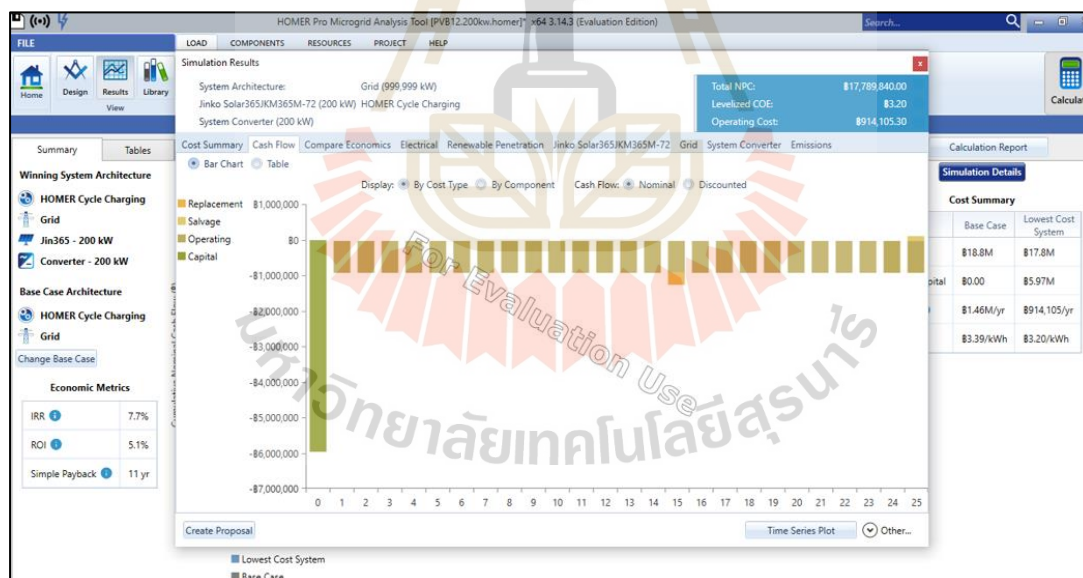 HOMER Pro Microgrid Analysis Tool [PVB12.200kw.homer]* x64 3.14.3 (Evaluation Edition)
Search...
FILE
LOAD COMPONENTS RESOURCES PROJECT HELP
Home
Design
Results
Library
View
Calculat
Simulation Results
System Architecture: Grid (999,999 kW)
Jinko Solar365JKM365M-72 (200 kW) HOMER Cycle Charging
System Converter (200 kW)
Total NPC: ฿17,789,840.00
Levelized COE: ฿3.20
Operating Cost: ฿914,105.30
Cost Summary Cash Flow Compare Economics Electrical Renewable Penetration Jinko Solar365JKM365M-72 Grid System Converter Emissions
Bar Chart Table
Display: By Cost Type By Component Cash Flow: Nominal Discounted
Replacement
Salvage
Operating
Capital
฿1,000,000
฿0
-฿1,000,000
-฿2,000,000
-฿3,000,000
-฿4,000,000
-฿5,000,000
-฿6,000,000
-฿7,000,000
0 1 2 3 4 5 6 7 8 9 10 11 12 13 14 15 16 17 18 19 20 21 22 23 24 25
For Evaluation Use
มหาวิทยาลัยเทคโนโลยีสุรนารี
Create Proposal
Time Series Plot
Other...
Lowest Cost System
Base Case
Summary Tables
Winning System Architecture
HOMER Cycle Charging
Grid
Jin365 - 200 kW
Converter - 200 kW
Base Case Architecture
HOMER Cycle Charging
Grid
Change Base Case
Economic Metrics
IRR 7.7%
ROI 5.1%
Simple Payback 11 yr
Calculation Report
Simulation Details
Cost Summary
Base Case Lowest Cost System
฿18.8M ฿17.8M
฿0.00 ฿5.97M
฿1.46M/yr ฿914,105/yr
฿3.39/kWh ฿3.20/kWh